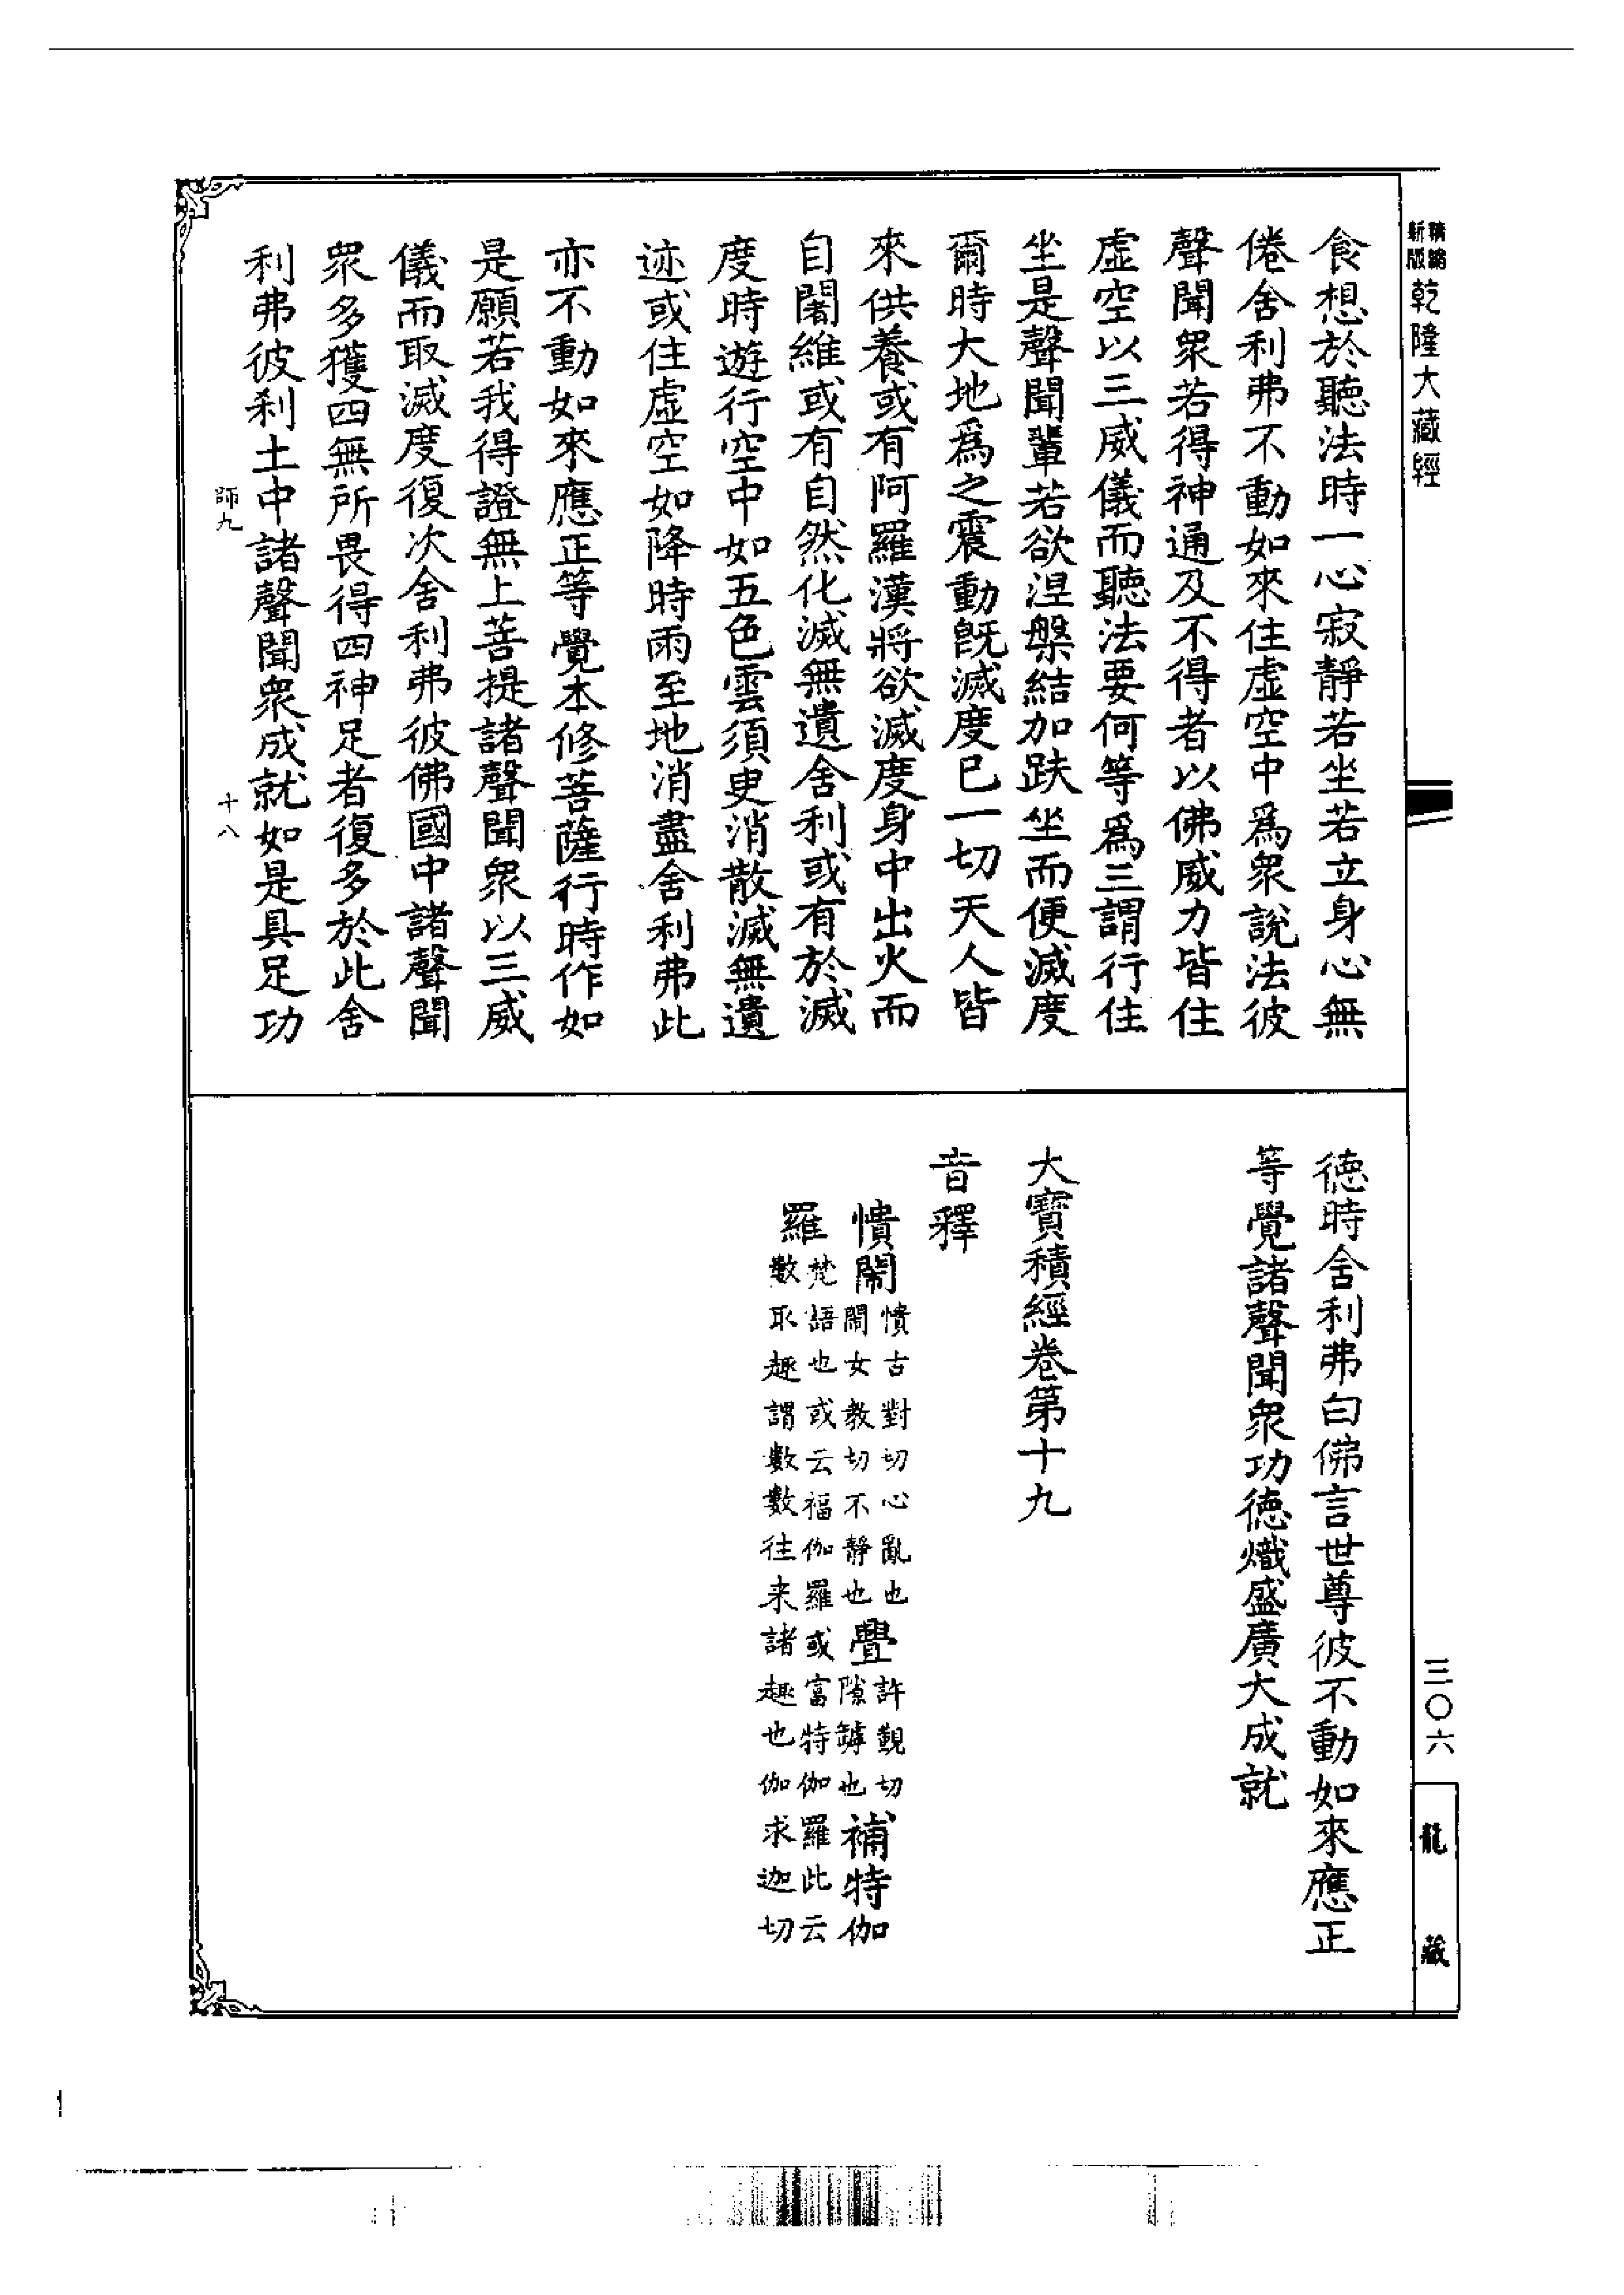 新版
精縮
乾隆大藏經
食想於聽法時一心寂靜若坐若立身心無
倦舍利弗不動如來住虛空中爲衆說法彼
聲聞衆若得神通及不得者以佛威力皆住
虛空以三威儀而聽法要何等爲三謂行住
坐是聲聞輩若欲涅槃結加趺坐而便滅度
爾時大地爲之震動旣滅度已一切天人皆
來供養或有阿羅漢將欲滅度身中出火而
自闍維或有自然化滅無遺舍利或有於滅
度時遊行空中如五色雲須臾消散滅無遺
迹或住虛空如降時雨至地消盡舍利弗此
亦不動如來應正等覺本修菩薩行時作如
是願若我得證無上菩提諸聲聞衆以三威
儀而取滅度復次舍利弗彼佛國中諸聲聞
衆多獲四無所畏得四神足者復多於此舍
利弗彼刹土中諸聲聞衆成就如是具足功
師九
十八
德時舍利弗白佛言世尊彼不動如來應正
等覺諸聲聞衆功德熾盛廣大成就
大寶積經卷第十九
音釋
憒閙憒古對切心亂也閙女教切不靜也釁許覲切隙罅也補特伽
羅梵語也或云福伽羅或富特伽羅此云數取趣謂數數往来諸趣也伽求迦切
三〇六
龍藏